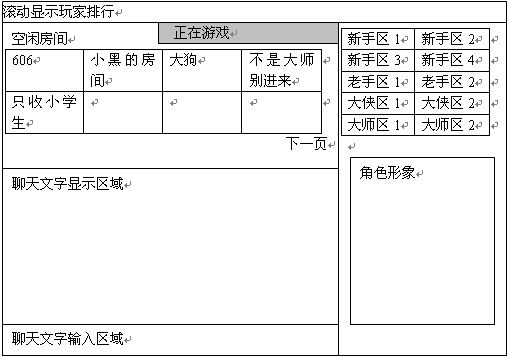 滚动显示玩家排行
空闲房间
正在游戏
606
小黑的房
间
大狗
不是大师
别进来
只收小学
生
下一页
聊天文字显示区域
聊天文字输入区域
新手区 1
新手区 2
新手区 3
新手区 4
老手区 1
老手区 2
大侠区 1
大侠区 2
大师区 1
大师区 2
角色形象